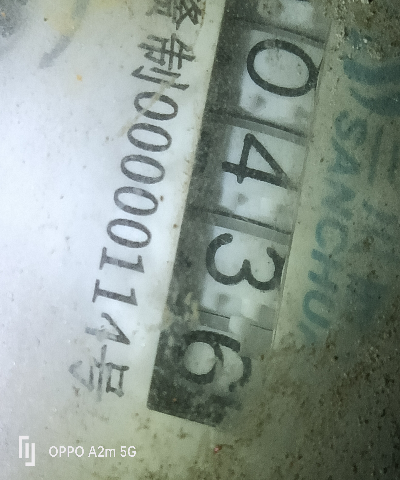 制00000114号
0436
SANCHUA
OPPO A2m 5G